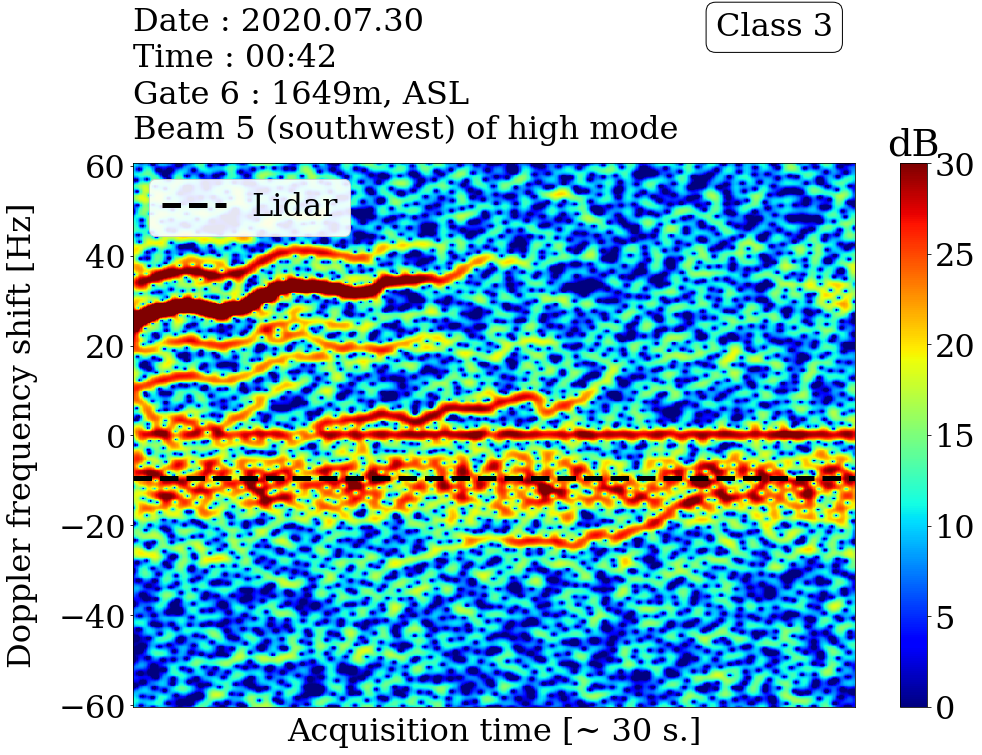 Date : 2020.07.30
Time : 00:42
Gate 6 : 1649m, ASL
Beam 5 (southwest) of high mode
Class 3
dB
Lidar
Doppler frequency shift [Hz]
60
40
20
0
−20
−40
−60
30
25
20
15
10
5
0
Acquisition time [~ 30 s.]